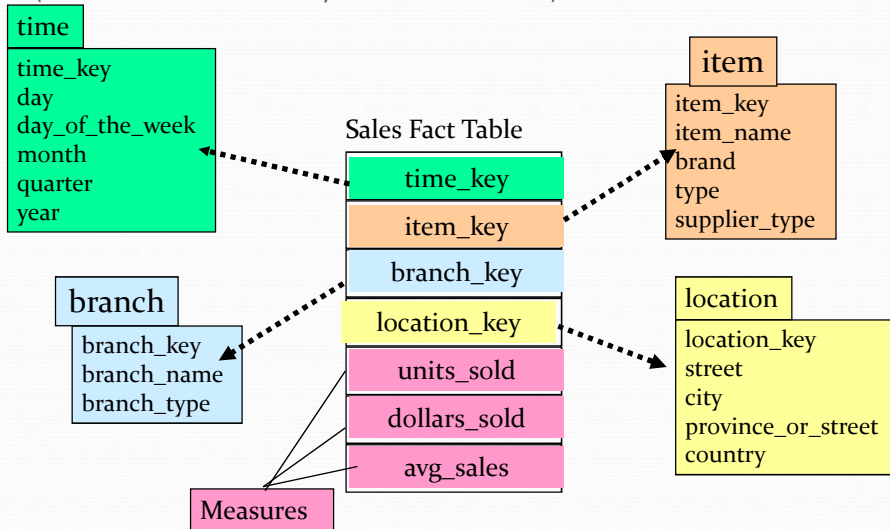 time
time_key
day
day_of_the_week
month
quarter
year
item
item_key
item_name
brand
type
supplier_type
Sales Fact Table
time_key
item_key
branch_key
location_key
units_sold
dollars_sold
avg_sales
branch
branch_key
branch_name
branch_type
location
location_key
street
city
province_or_street
country
Measures